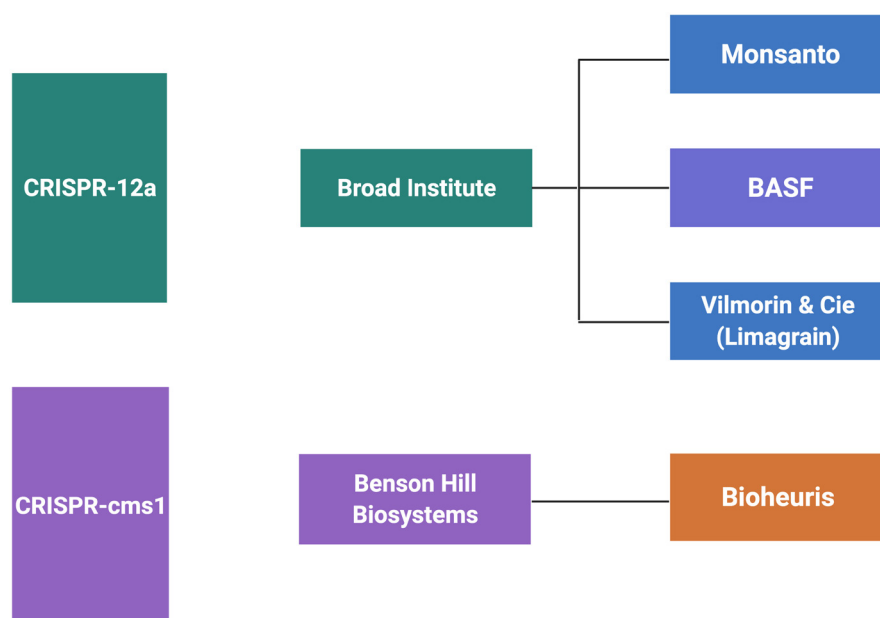 CRISPR-12a
Broad Institute
Monsanto
BASF
Vilmorin & Cie
(Limagrain)
CRISPR-cms1
Benson Hill
Biosystems
Bioheuris